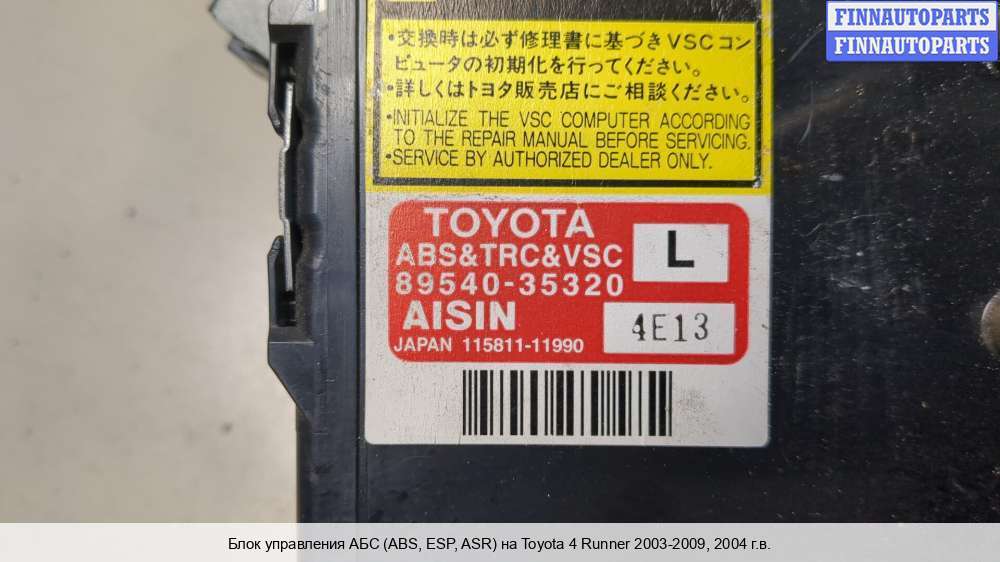 FINNAUTOPARTS
FINNAUTOPARTS
・交換時は必ず修理書に基づきVSCコン
ピュータの初期化を行ってください。
・詳しくはトヨタ販売店にご相談ください。
・INITIALIZE THE VSC COMPUTER ACCORDING
TO THE REPAIR MANUAL BEFORE SERVICING.
・SERVICE BY AUTHORIZED DEALER ONLY.
TOYOTA
ABS&TRC&VSC
L
89540-35320
AISIN
4E13
JAPAN 115811-11990
Блок управления АБС (ABS, ESP, ASR) на Toyota 4 Runner 2003-2009, 2004 г.в.